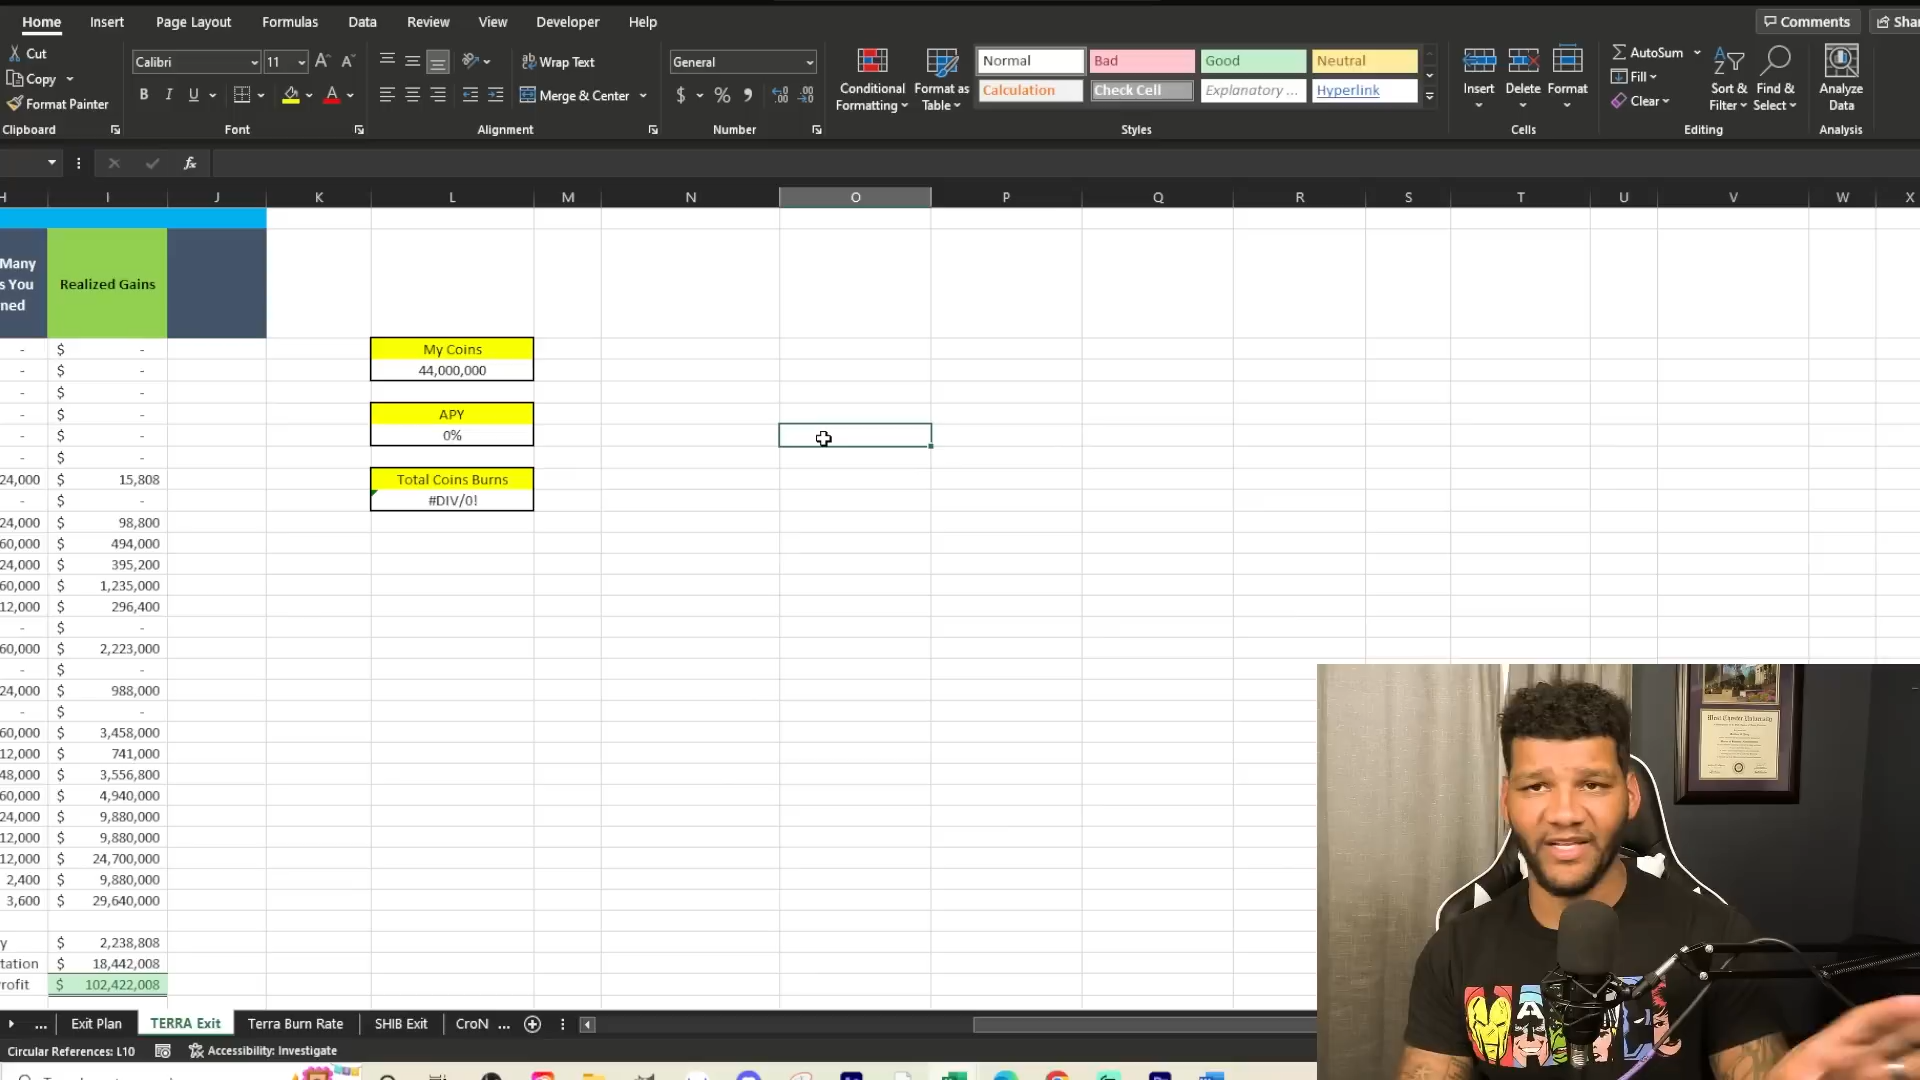 Home Insert Page Layout Formulas Data Review View Developer Help Comments Shar
Cut
Copy
Format Painter
Calibri 11
B I U
Wrap Text
Merge & Center
General
$ % 9
Conditional Formatting
Format as Table
Normal Bad Good Neutral
Calculation Check Cell Explanatory ... Hyperlink
Insert Delete Format
AutoSum
Fill
Clear
Sort & Filter
Find & Select
Analyze Data
Clipboard Font Alignment Number Styles Cells Editing Analysis
fx
H I J K L M N O P Q R S T U V W X
Many
s You
ned
Realized Gains
- $ -
- $ -
- $ -
- $ -
- $ -
- $ -
24,000 $ 15,808
- $ -
24,000 $ 98,800
60,000 $ 494,000
24,000 $ 395,200
60,000 $ 1,235,000
12,000 $ 296,400
- $ -
60,000 $ 2,223,000
- $ -
24,000 $ 988,000
- $ -
60,000 $ 3,458,000
12,000 $ 741,000
48,000 $ 3,556,800
60,000 $ 4,940,000
24,000 $ 9,880,000
12,000 $ 9,880,000
12,000 $ 24,700,000
2,400 $ 9,880,000
3,600 $ 29,640,000
y $ 2,238,808
tation $ 18,442,008
rofit $ 102,422,008
My Coins
44,000,000
APY
0%
Total Coins Burns
#DIV/0!
West Chester University
... Exit Plan TERRA Exit Terra Burn Rate SHIB Exit CroN ...
Circular References: L10 Accessibility: Investigate